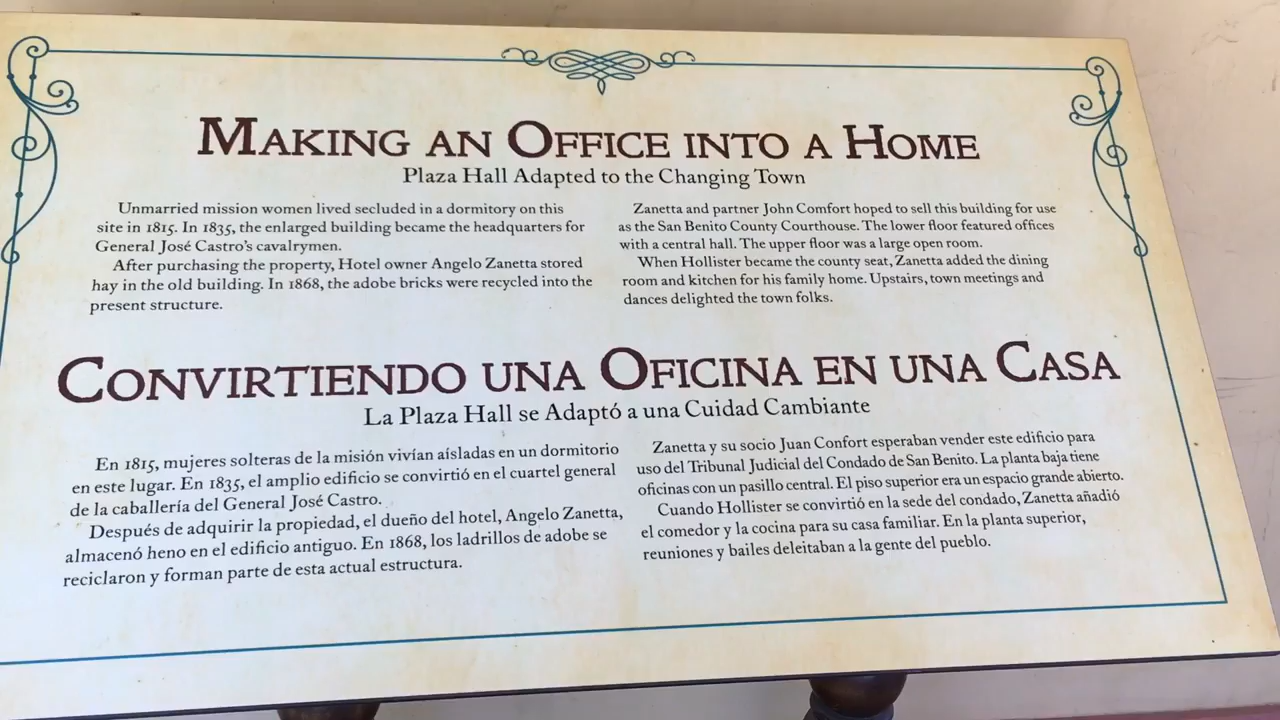 Making an Office into a Home
Plaza Hall Adapted to the Changing Town
Unmarried mission women lived secluded in a dormitory on this
site in 1815. In 1835, the enlarged building became the headquarters for
General José Castro's cavalrymen.
After purchasing the property, Hotel owner Angelo Zanetta stored
hay in the old building. In 1868, the adobe bricks were recycled into the
present structure.
Zanetta and partner John Comfort hoped to sell this building for use
as the San Benito County Courthouse. The lower floor featured offices
with a central hall. The upper floor was a large open room.
When Hollister became the county seat, Zanetta added the dining
room and kitchen for his family home. Upstairs, town meetings and
dances delighted the town folks.
Convirtiendo una Oficina en una Casa
La Plaza Hall se Adaptó a una Cuidad Cambiante
En 1815, mujeres solteras de la misión vivían aísladas en un dormitorio
en este lugar. En 1835, el amplio edificio se convirtió en el cuartel general
de la caballería del General José Castro.
Después de adquirir la propiedad, el dueño del hotel, Angelo Zanetta,
almacenó heno en el edificio antiguo. En 1868, los ladrillos de adobe se
reciclaron y forman parte de esta actual estructura.
Zanetta y su socio Juan Confort esperaban vender este edificio para
uso del Tribunal Judicial del Condado de San Benito. La planta baja tiene
oficinas con un pasillo central. El piso superior era un espacio grande abierto.
Cuando Hollister se convirtió en la sede del condado, Zanetta añadió
el comedor y la cocina para su casa familiar. En la planta superior,
reuniones y bailes deleitaban a la gente del pueblo.